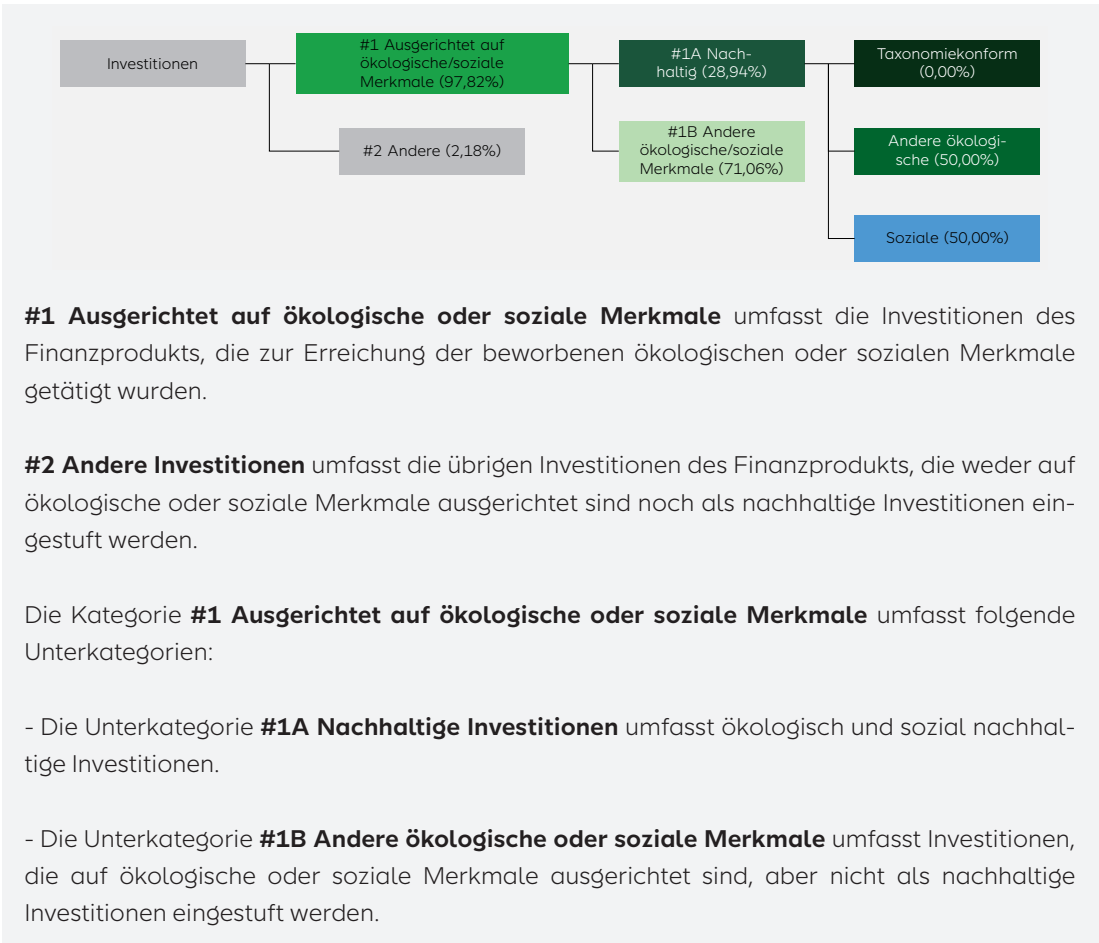 Investitionen
#1 Ausgerichtet auf
ökologische/soziale
Merkmale (97,82%)
#1A Nach-
haltig (28,94%)
Taxonomiekonform
(0,00%)
#2 Andere (2,18%)
#1B Andere
ökologische/soziale
Merkmale (71,06%)
Andere ökologi-
sche (50,00%)
Soziale (50,00%)
#1 Ausgerichtet auf ökologische oder soziale Merkmale umfasst die Investitionen des
Finanzprodukts, die zur Erreichung der beworbenen ökologischen oder sozialen Merkmale
getätigt wurden.
#2 Andere Investitionen umfasst die übrigen Investitionen des Finanzprodukts, die weder auf
ökologische oder soziale Merkmale ausgerichtet sind noch als nachhaltige Investitionen ein-
gestuft werden.
Die Kategorie #1 Ausgerichtet auf ökologische oder soziale Merkmale umfasst folgende
Unterkategorien:
- Die Unterkategorie #1A Nachhaltige Investitionen umfasst ökologisch und sozial nachhal-
tige Investitionen.
- Die Unterkategorie #1B Andere ökologische oder soziale Merkmale umfasst Investitionen,
die auf ökologische oder soziale Merkmale ausgerichtet sind, aber nicht als nachhaltige
Investitionen eingestuft werden.